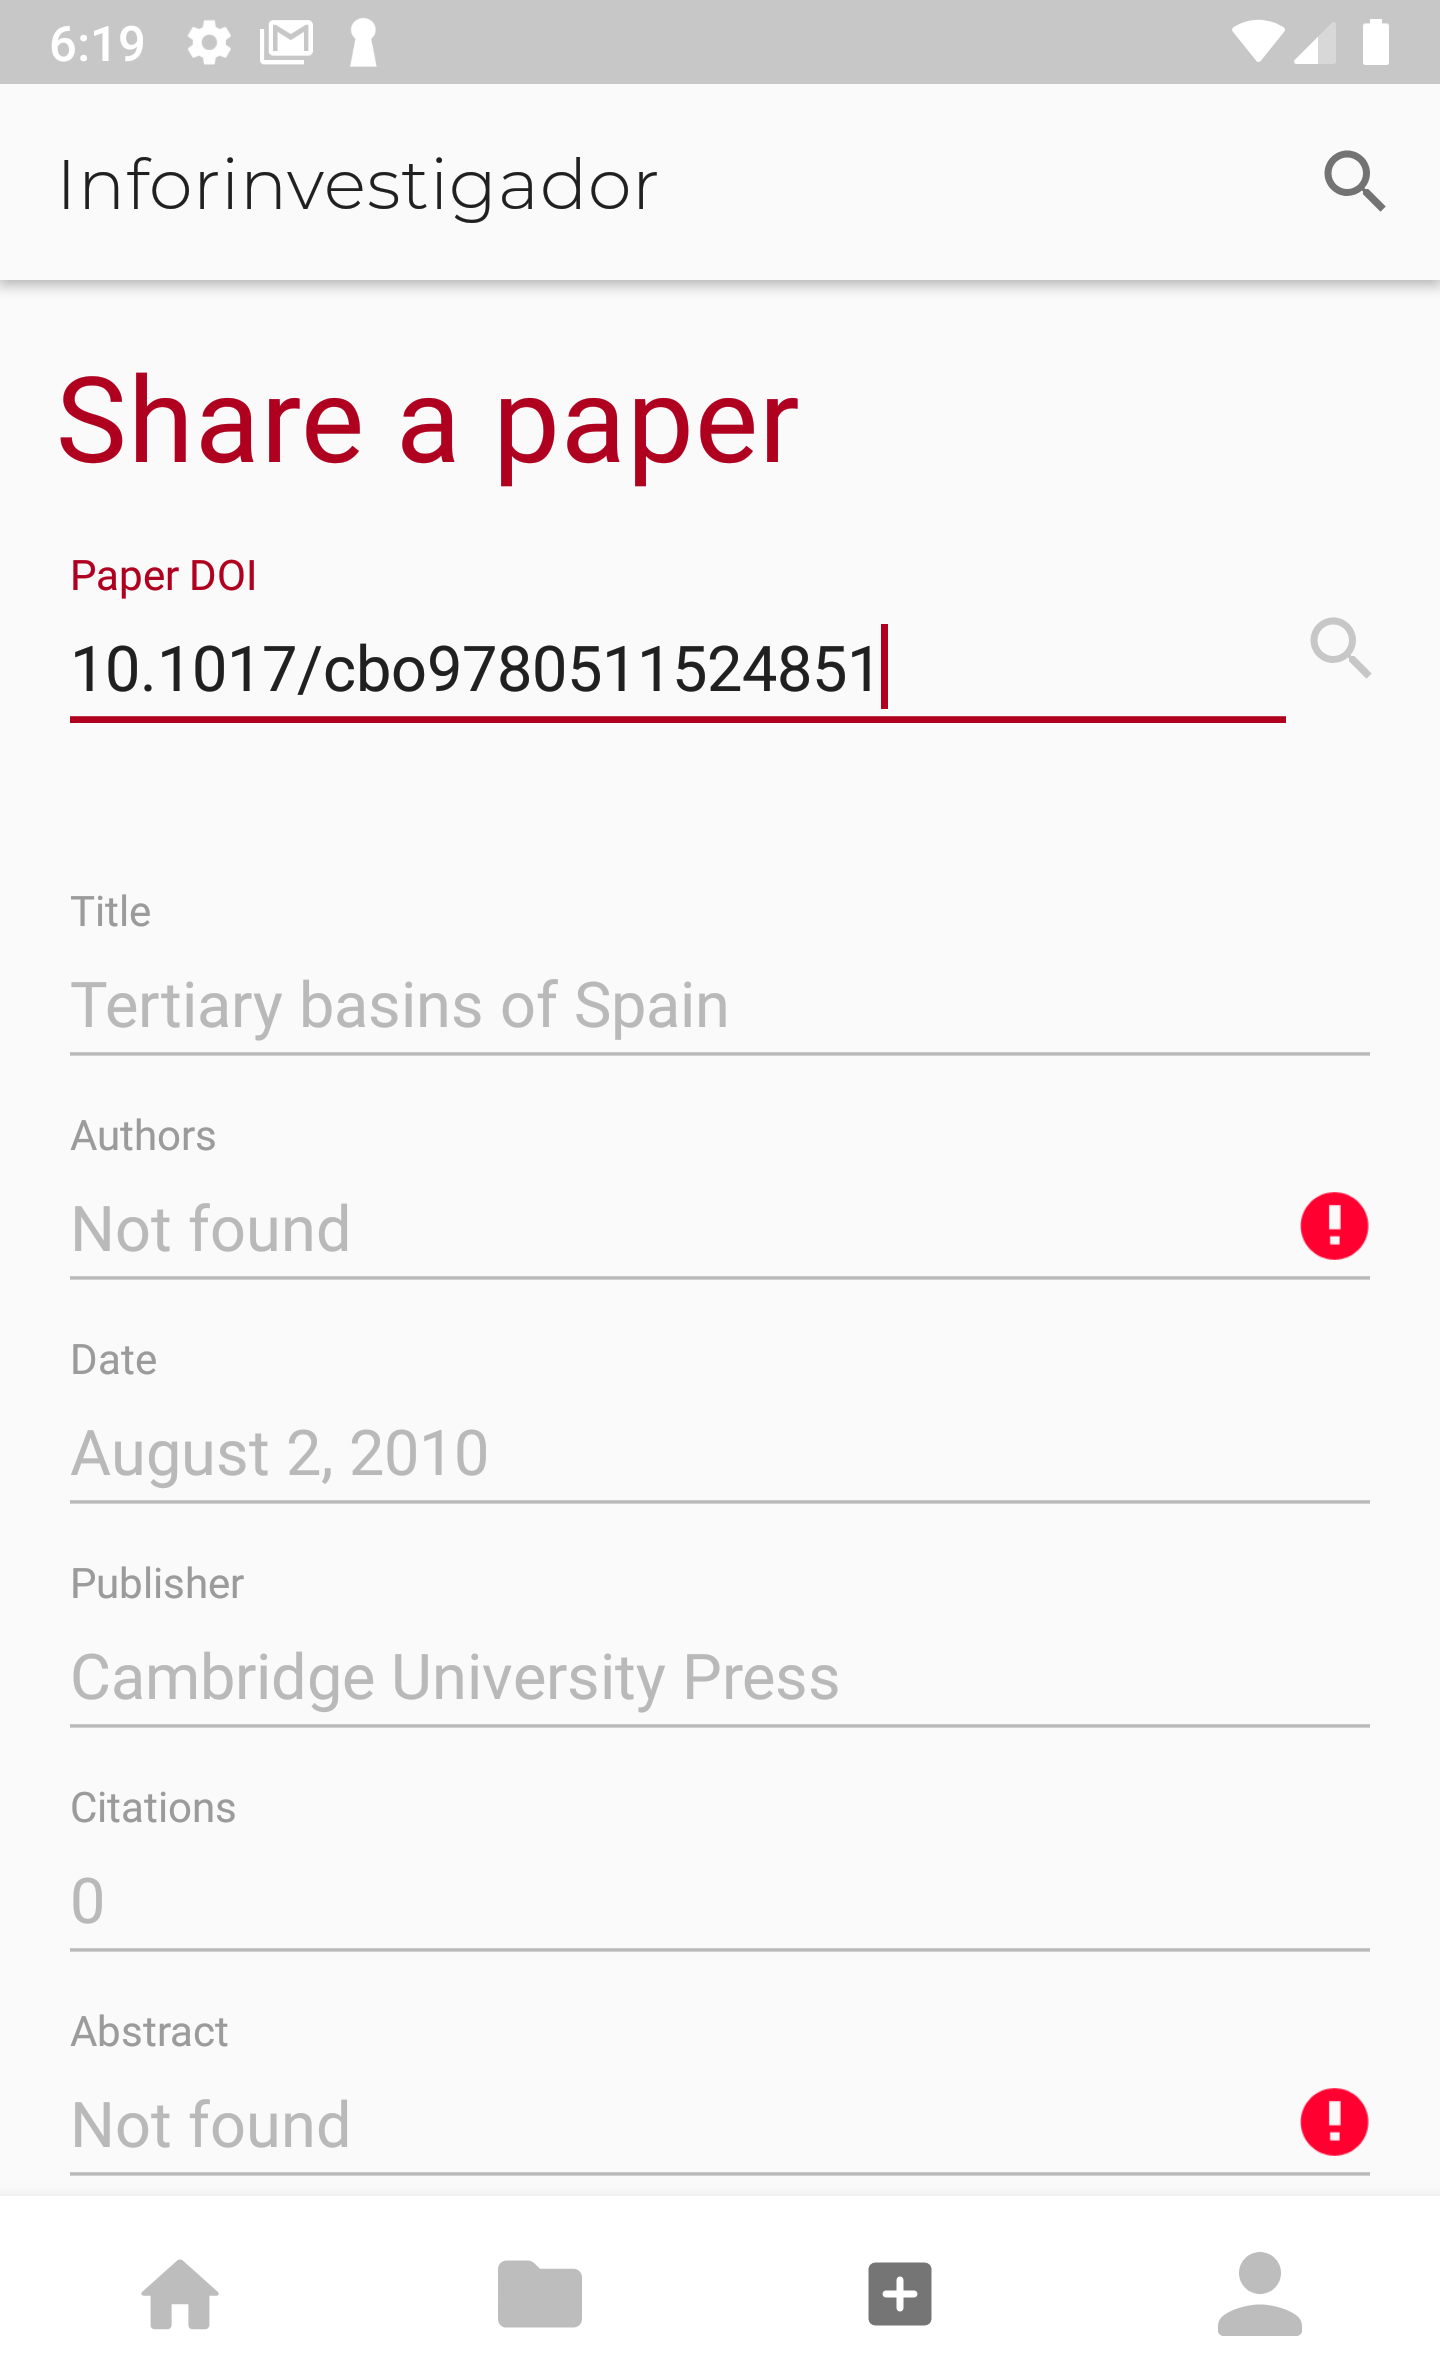 6:19
Inforinvestigador
Share a paper
Paper DOI
10.1017/cbo9780511524851
Title
Tertiary basins of Spain
Authors
Not found
Date
August 2, 2010
Publisher
Cambridge University Press
Citations
0
Abstract
Not found